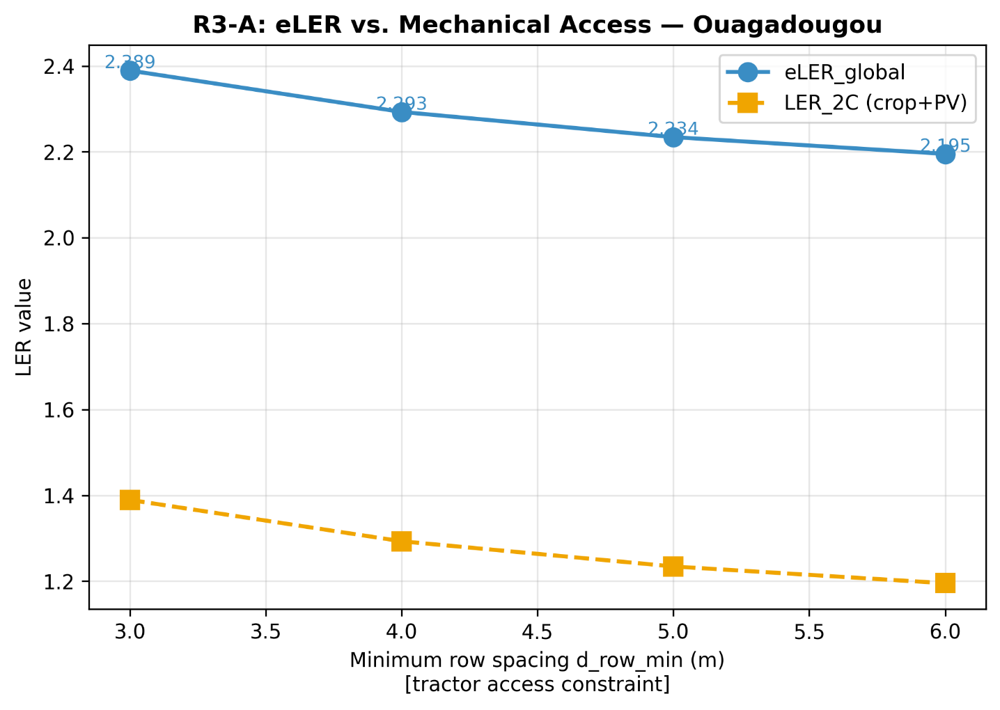 R3-A: eLER vs. Mechanical Access — Ouagadougou
eLER_global
LER_2C (crop+PV)
2.389
2.293
2.234
2.195
LER value
2.4
2.2
2.0
1.8
1.6
1.4
1.2
3.0 3.5 4.0 4.5 5.0 5.5 6.0
Minimum row spacing d_row_min (m)
[tractor access constraint]